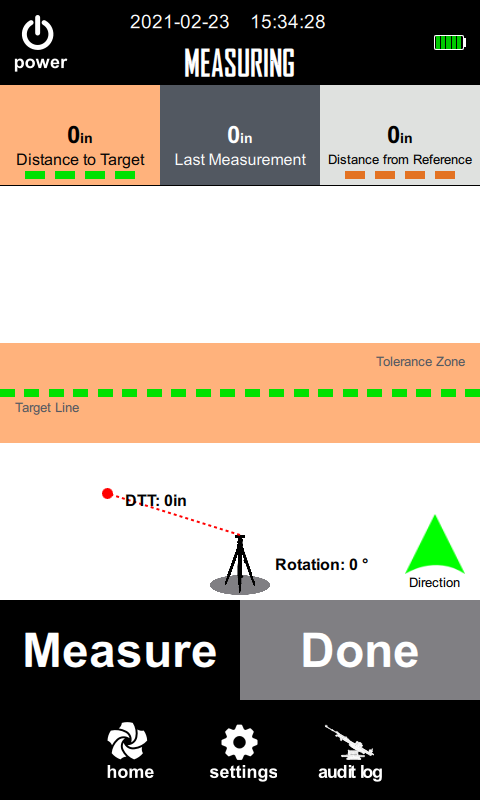 2021-02-23 15:34:28
power
MEASURING
0in
Distance to Target
0in
Last Measurement
0in
Distance from Reference
Tolerance Zone
Target Line
DTT: 0in
Rotation: 0 °
Direction
Measure
Done
home
settings
audit log